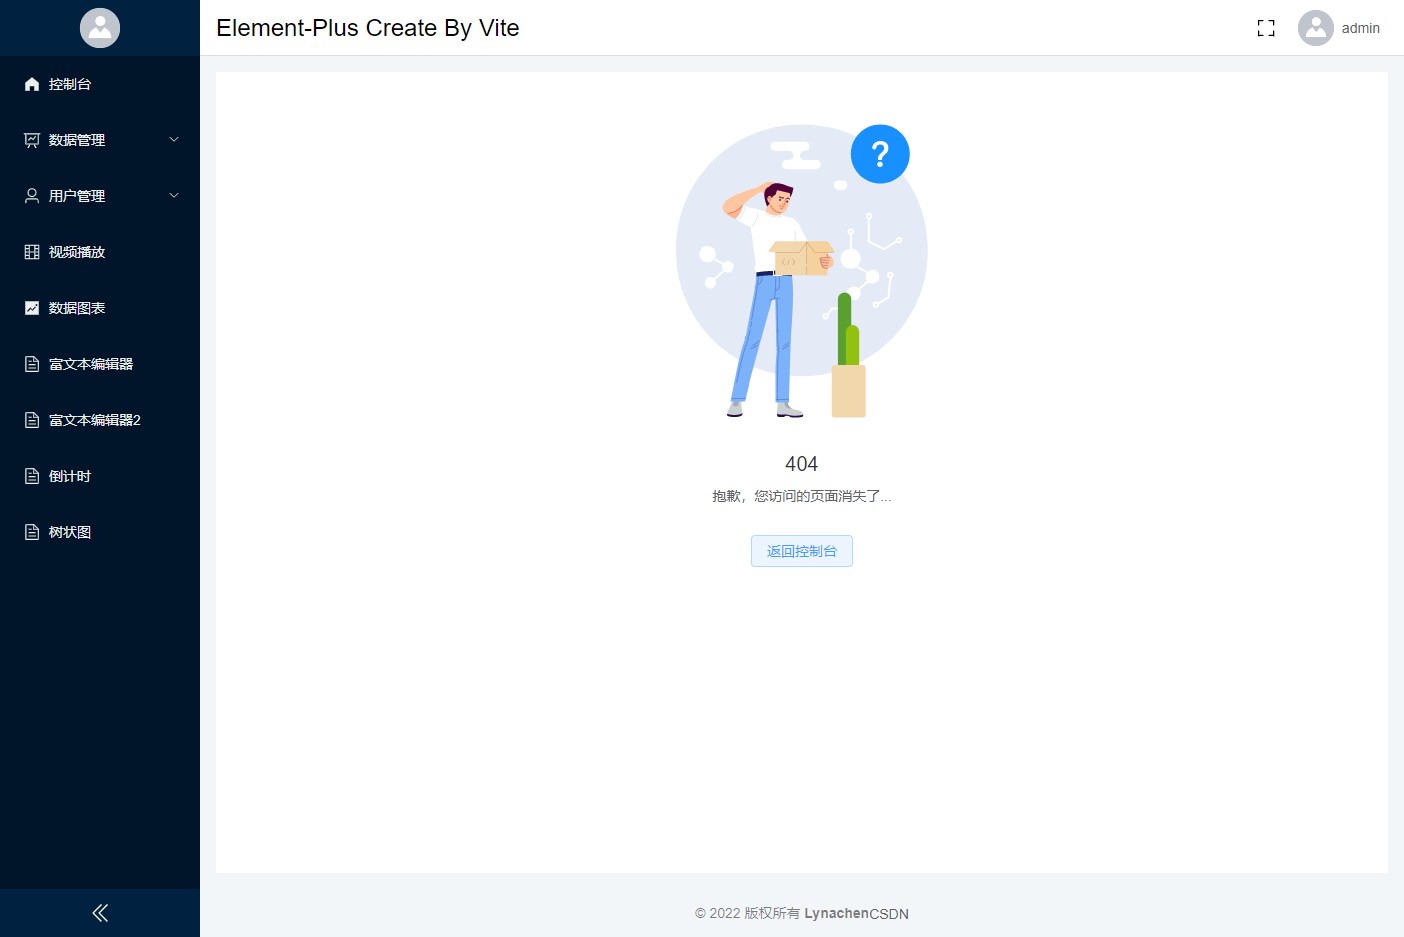 Element-Plus Create By Vite
admin
控制台
数据管理
用户管理
视频播放
数据图表
富文本编辑器
富文本编辑器2
倒计时
树状图
?
</>
404
抱歉，您访问的页面消失了...
返回控制台
© 2022 版权所有 LynachenCSDN